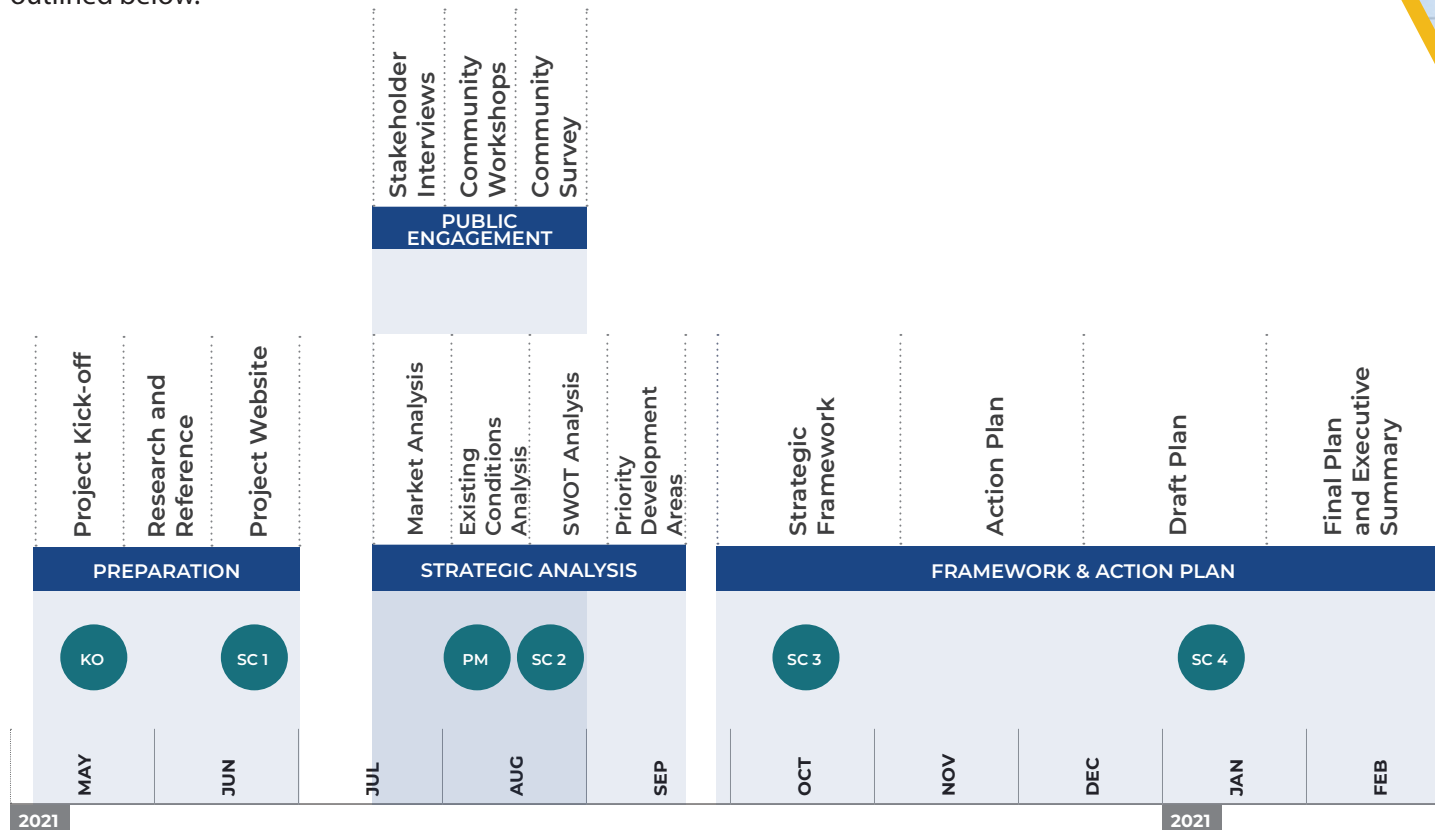 outlined below.
Stakeholder
Interviews
Community
Workshops
Community
Survey
PUBLIC
ENGAGEMENT
Project Kick-off
Research and
Reference
Project Website
Market Analysis
Existing
Conditions
Analysis
SWOT Analysis
Priority
Development
Areas
Strategic
Framework
Action Plan
Draft Plan
Final Plan
and Executive
Summary
PREPARATION
STRATEGIC ANALYSIS
FRAMEWORK & ACTION PLAN
KO
SC 1
PM
SC 2
SC 3
SC 4
MAY
JUN
JUL
AUG
SEP
OCT
NOV
DEC
JAN
FEB
2021
2021